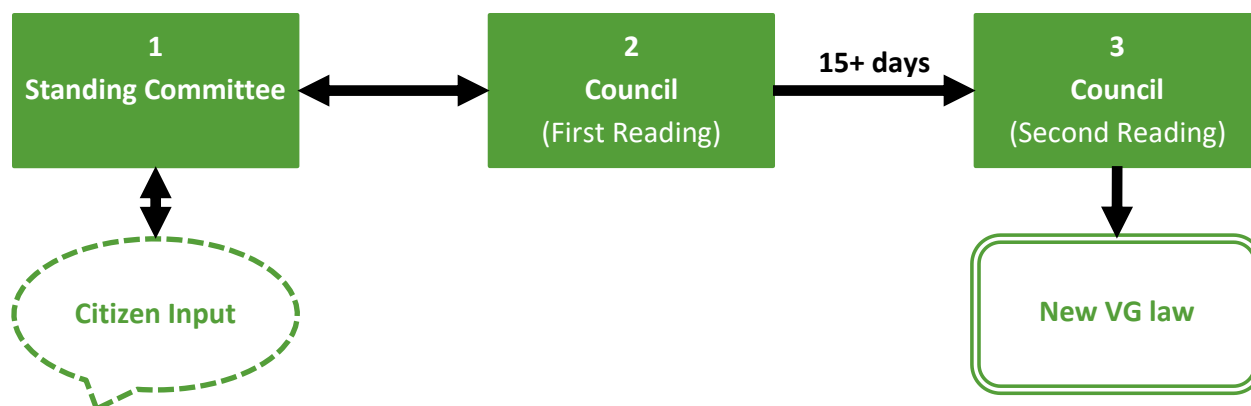 1
Standing Committee
2
Council
(First Reading)
15+ days
3
Council
(Second Reading)
Citizen Input
New VG law